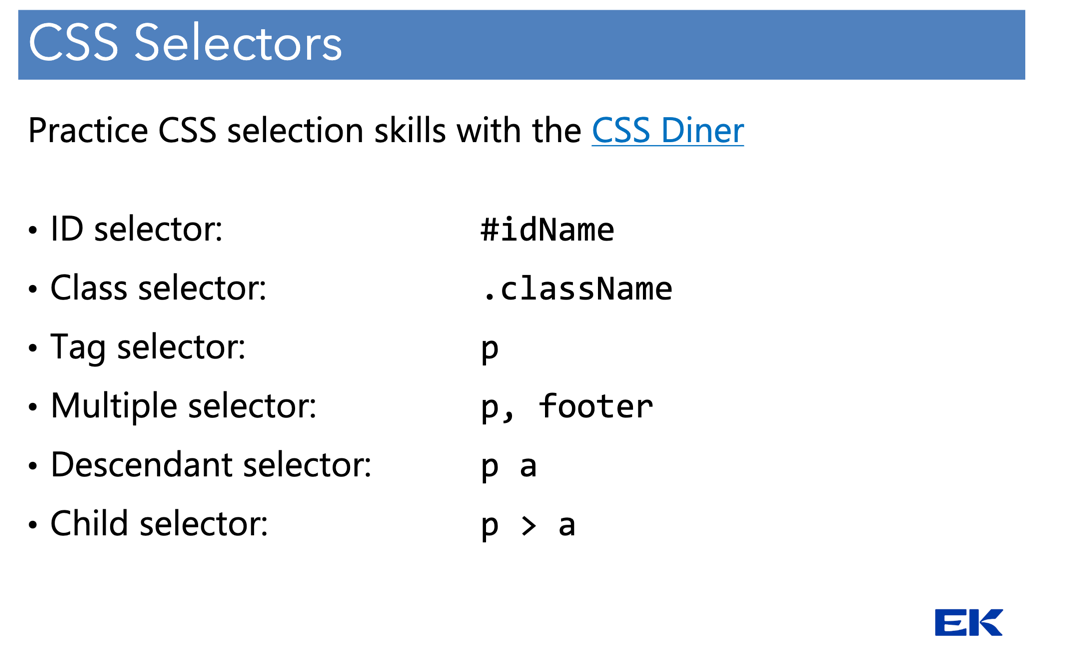 CSS Selectors
Practice CSS selection skills with the CSS Diner
• ID selector: #idName
• Class selector: .className
• Tag selector: p
• Multiple selector: p, footer
• Descendant selector: p a
• Child selector: p > a
EK